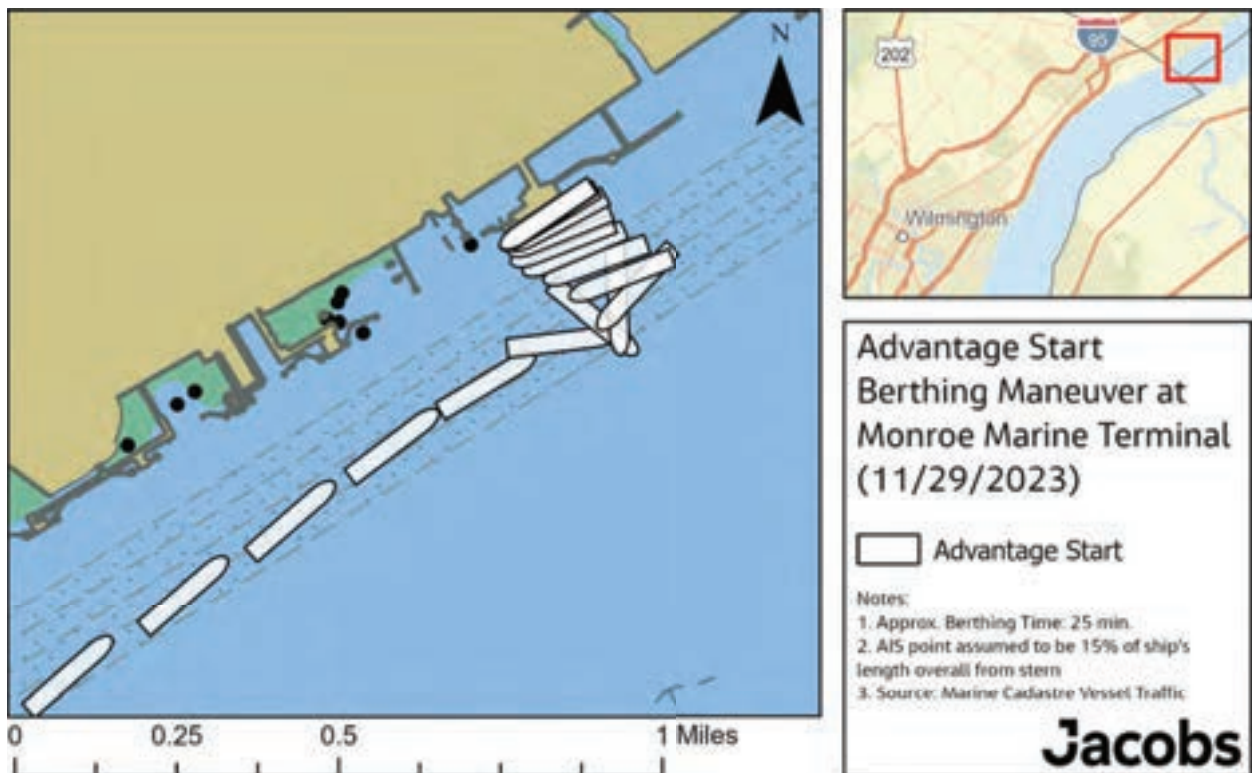 N
0
0.25
0.5
1 Miles
202
95
Wilmington
Advantage Start
Berthing Maneuver at
Monroe Marine Terminal
(11/29/2023)
Advantage Start
Notes:
1. Approx. Berthing Time: 25 min.
2. AIS point assumed to be 15% of ship's
length overall from stern
3. Source: Marine Cadastre Vessel Traffic
Jacobs